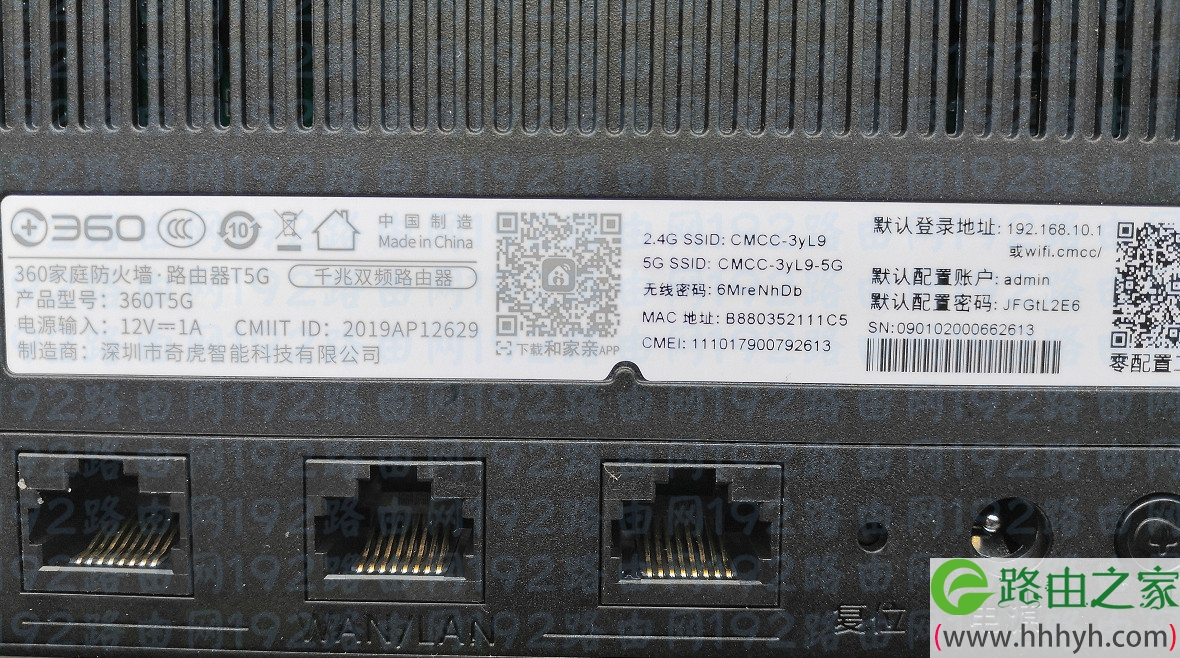 360
10
中国制造
Made in China
360家庭防火墙·路由器T5G
千兆双频路由器
产品型号：360T5G
电源输入：12V⎓1A CMIIT ID：2019AP12629
制造商：深圳市奇虎智能科技有限公司
下载和家亲APP
2.4G SSID: CMCC-3yL9
5G SSID: CMCC-3yL9-5G
无线密码: 6MreNhDb
MAC 地址: B880352111C5
CMEI: 111017900792613
默认登录地址: 192.168.10.1
或wifi.cmcc/
默认配置账户: admin
默认配置密码: JFGtL2E6
SN:090102000662613
零配置
WAN/LAN
复位
192路由网
路由之家
(www.hhhyh.com)